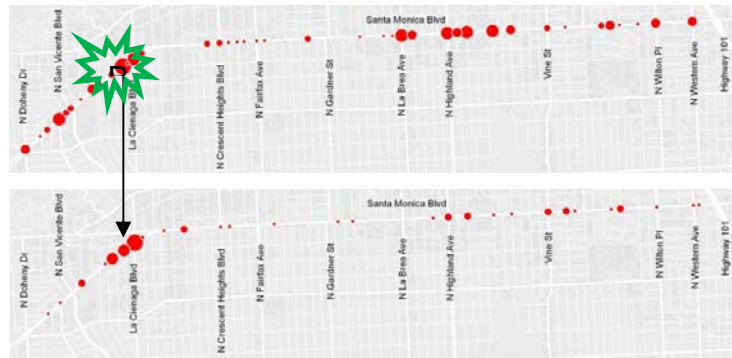 Santa Monica Blvd
N Doheny Dr
N San Vicente Blvd
La Cienaga Blvd
N Crescent Heights Blvd
N Fairfax Ave
N Gardner St
N La Brea Ave
N Highland Ave
Vine St
N Wilton Pl
N Western Ave
Highway 101
Santa Monica Blvd
N Doheny Dr
N San Vicente Blvd
La Cienaga Blvd
N Crescent Heights Blvd
N Fairfax Ave
N Gardner St
N La Brea Ave
N Highland Ave
Vine St
N Wilton Pl
N Western Ave
Highway 101